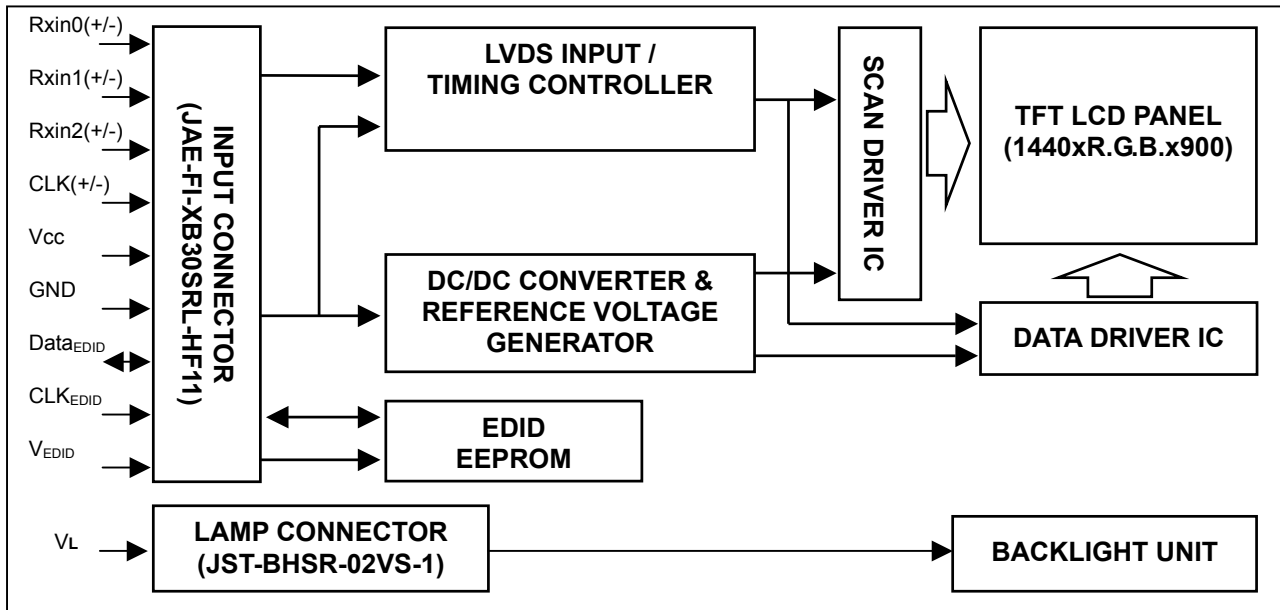 Rxin0(+/-)
Rxin1(+/-)
Rxin2(+/-)
CLK(+/-)
Vcc
GND
DataEDID
CLKEDID
VEDID
VL
INPUT CONNECTOR
(JAE-FI-XB30SRL-HF11)
LVDS INPUT /
TIMING CONTROLLER
DC/DC CONVERTER &
REFERENCE VOLTAGE
GENERATOR
EDID
EEPROM
LAMP CONNECTOR
(JST-BHSR-02VS-1)
SCAN DRIVER IC
TFT LCD PANEL
(1440xR.G.B.x900)
DATA DRIVER IC
BACKLIGHT UNIT